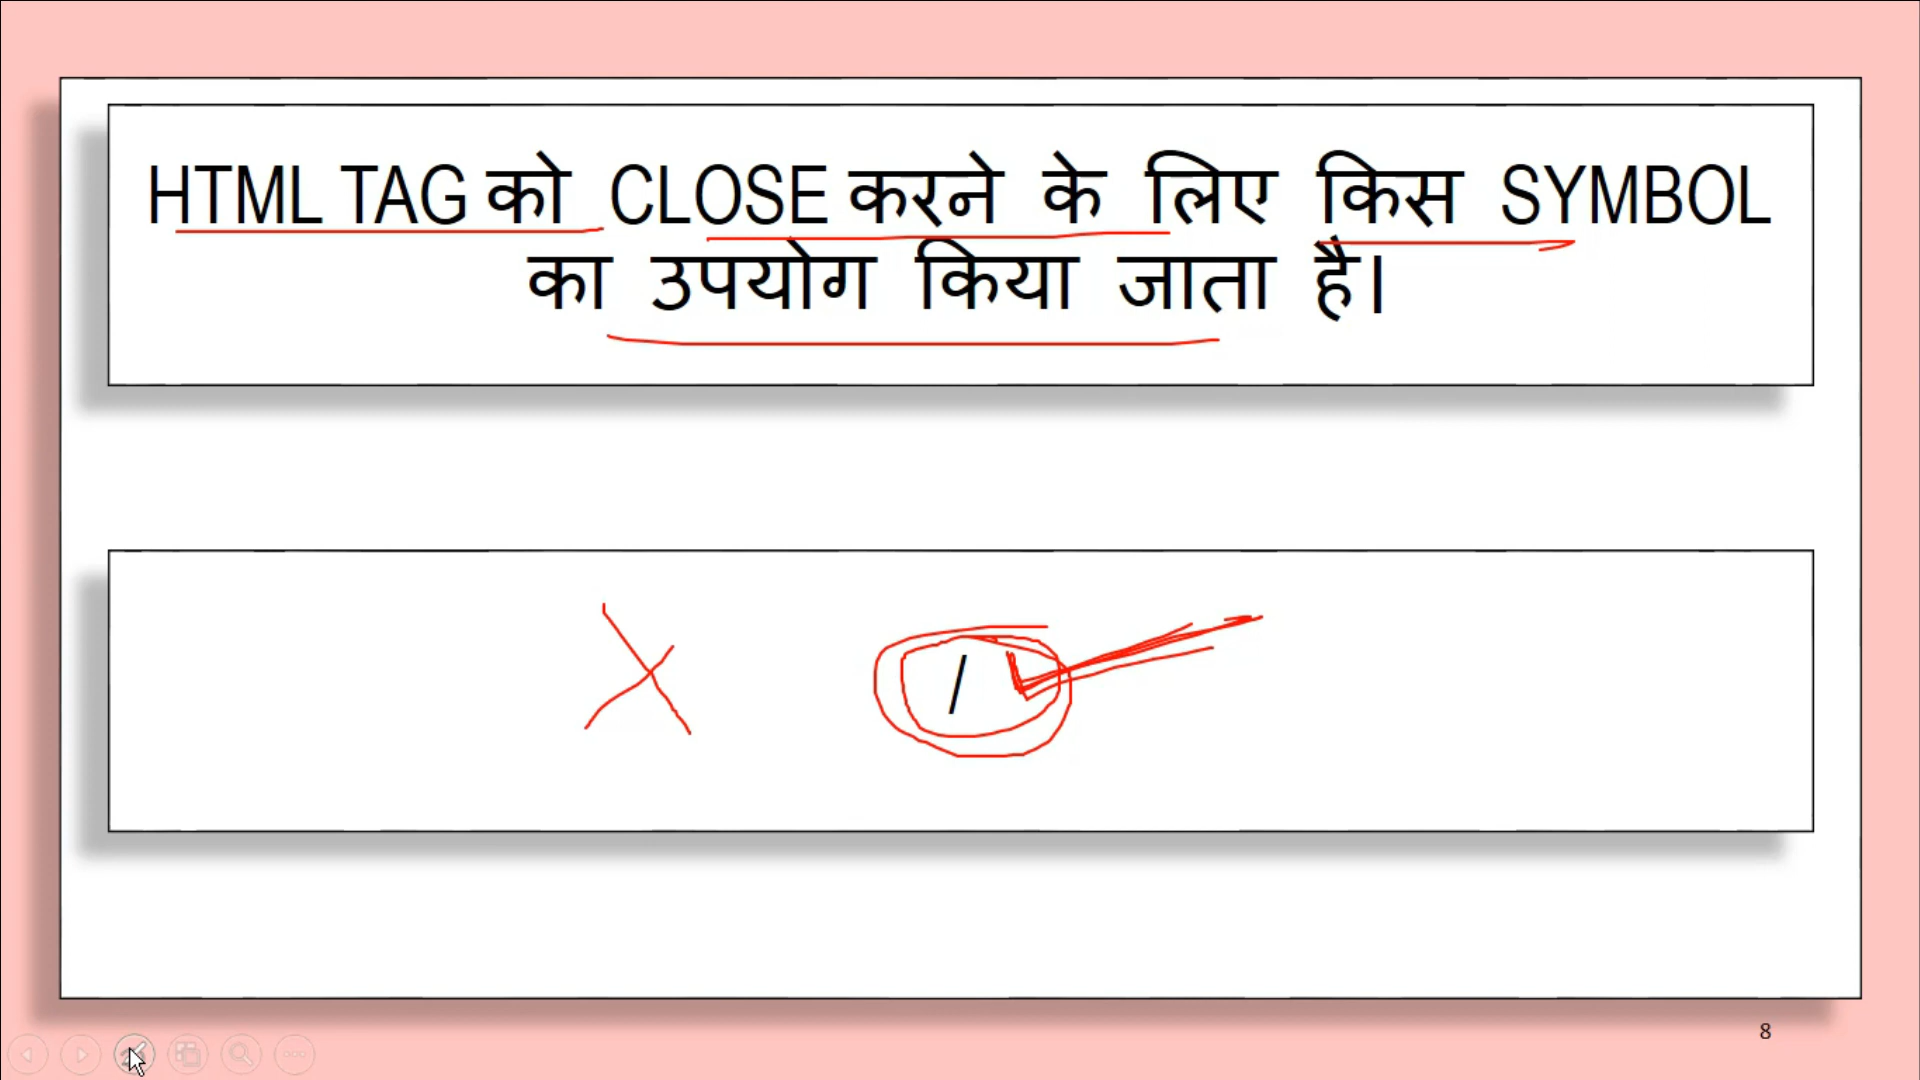 HTML TAG को CLOSE करने के लिए किस SYMBOL
का उपयोग किया जाता है।
/
8